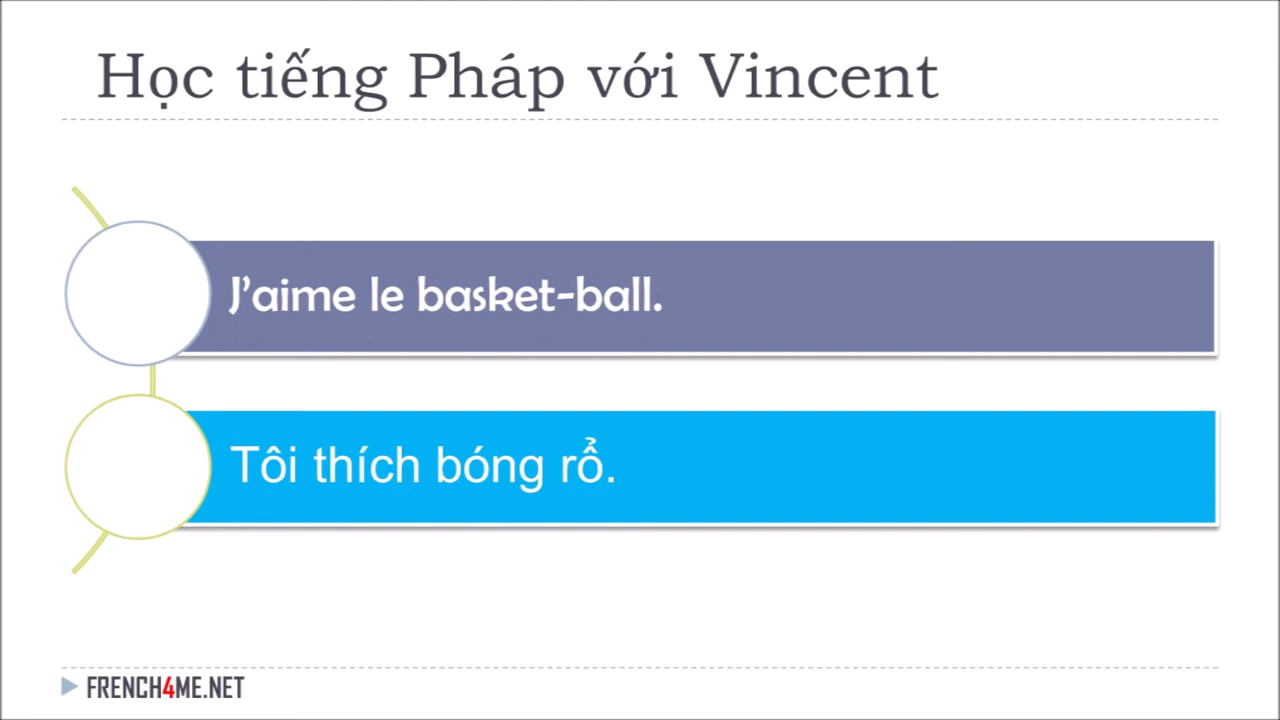 Học tiếng Pháp với Vincent
J’aime le basket-ball.
Tôi thích bóng rổ.
FRENCH4ME.NET